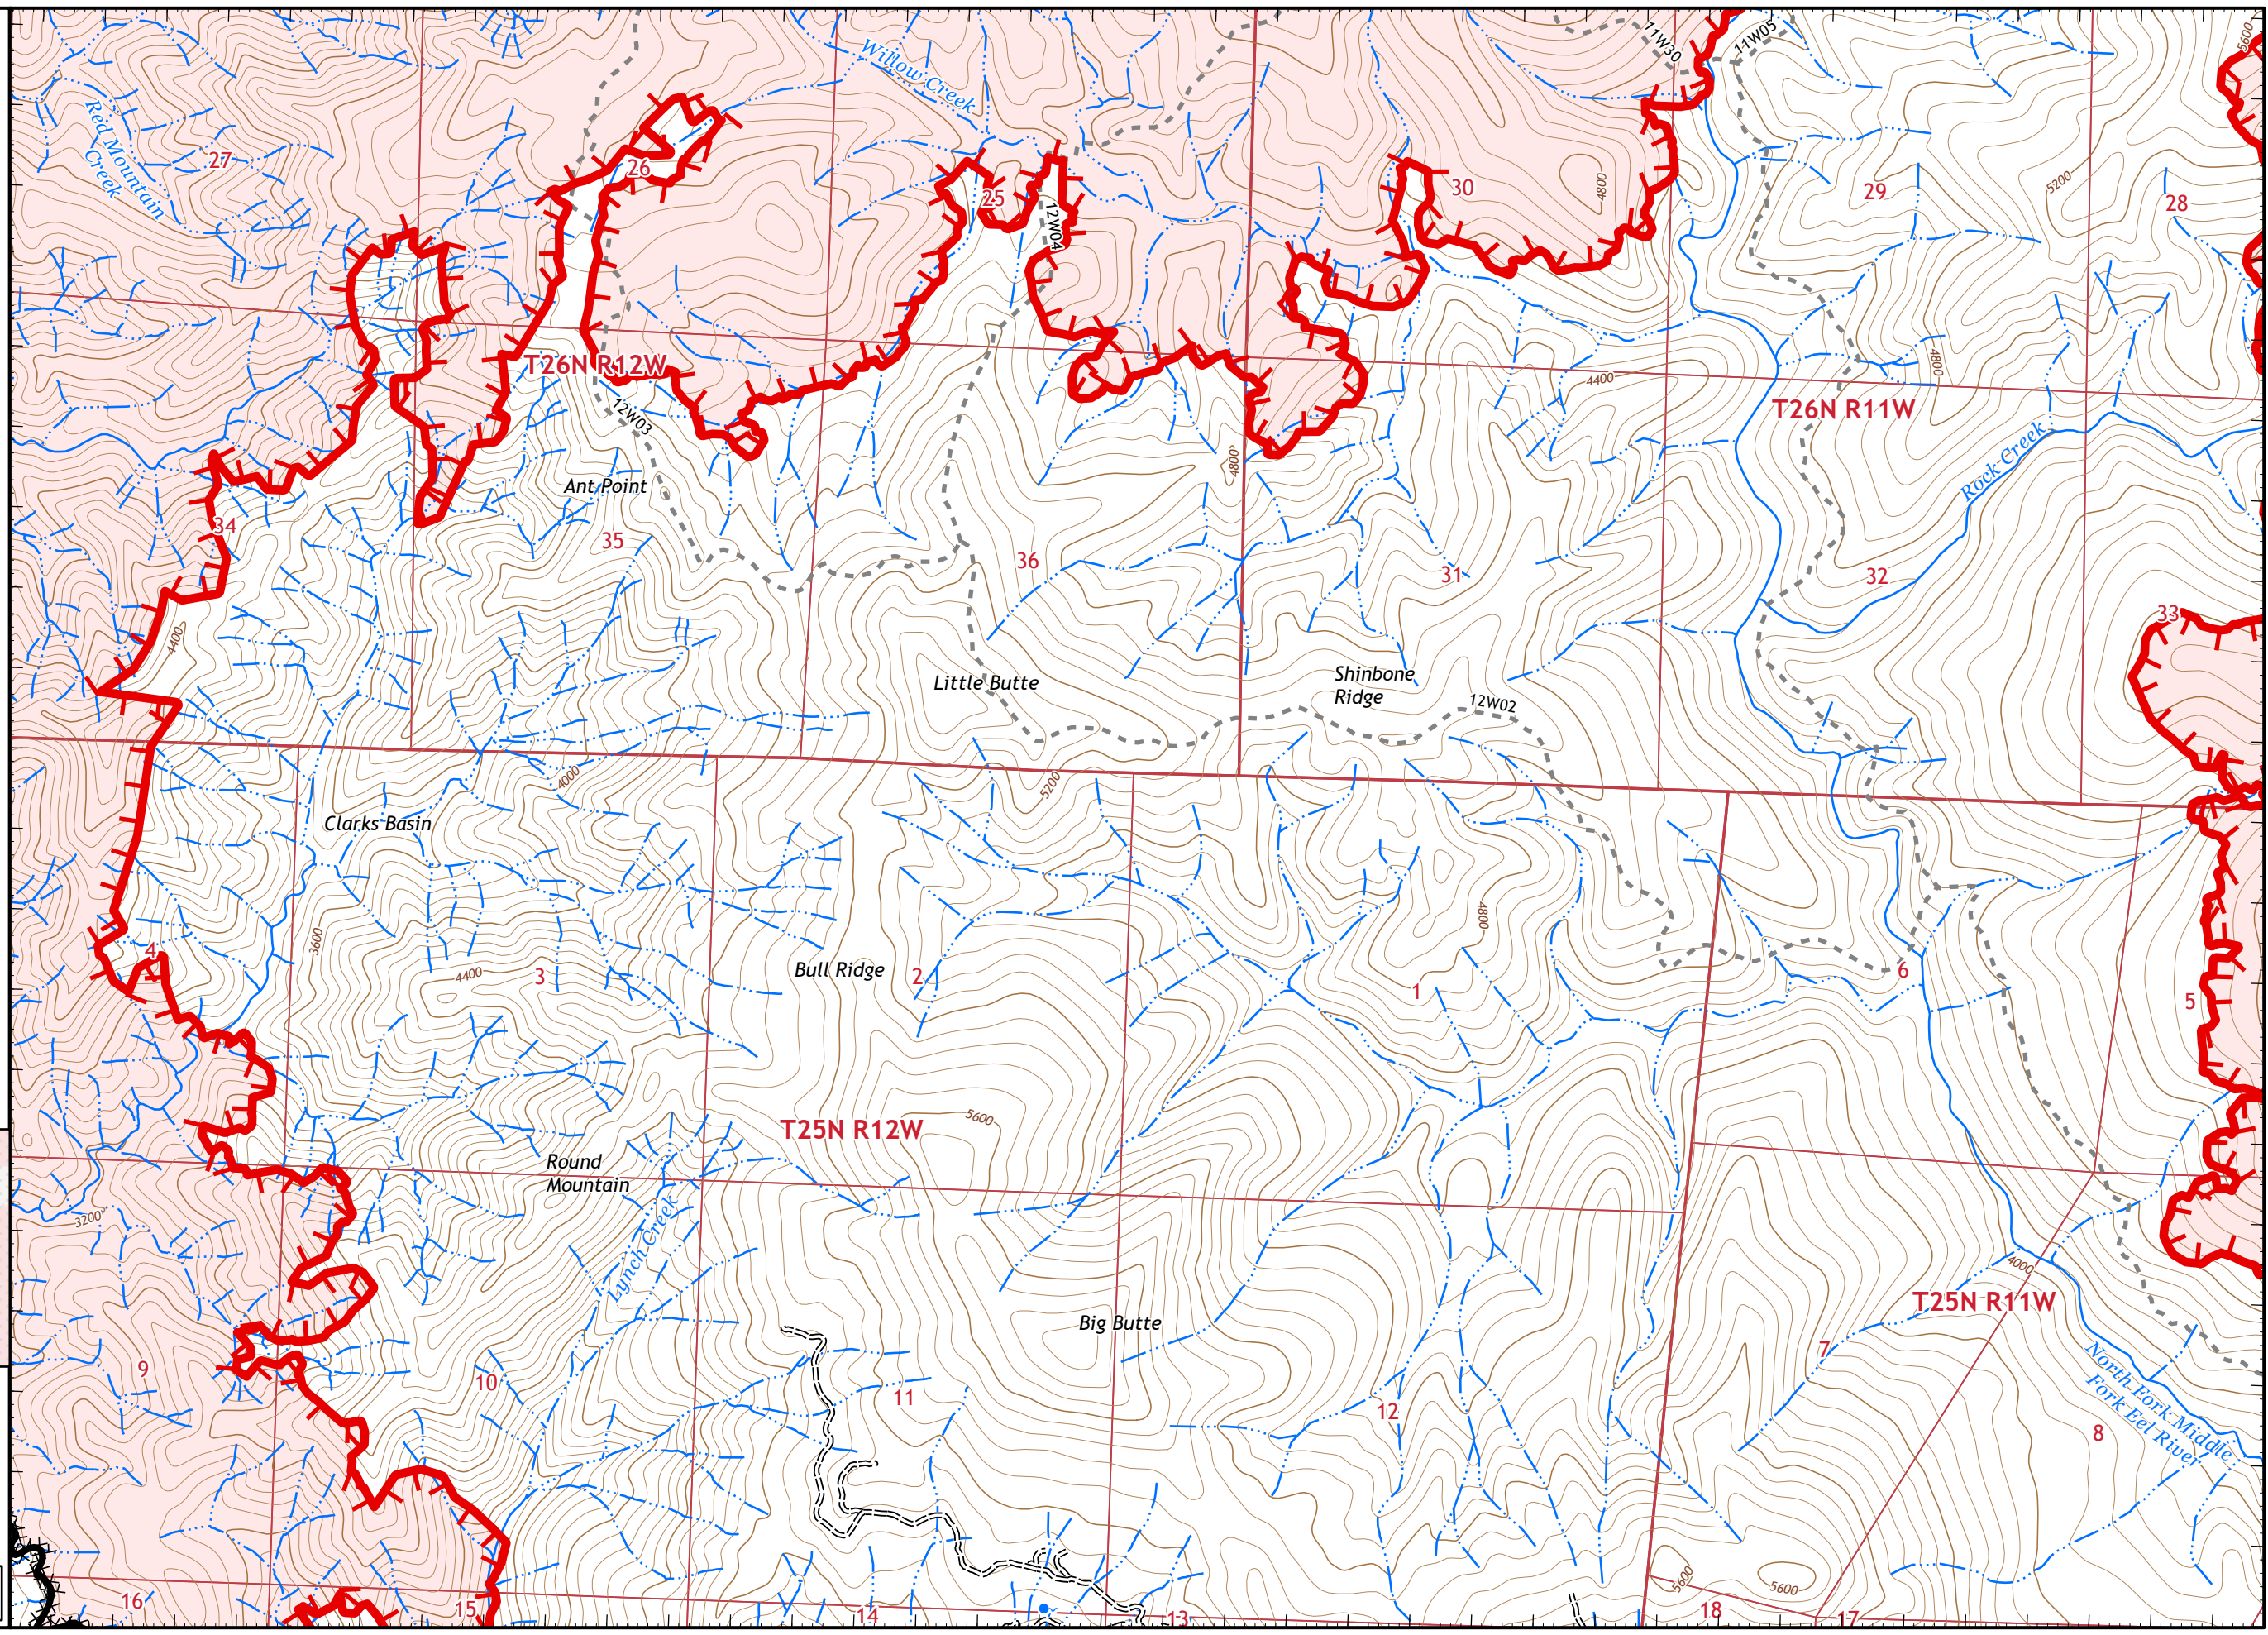 11W30
11W05
5600
Willow Creek
Red Mountain
Creek
27
26
25
12W04
30
4800
29
5200
28
T26N R12W
12W03
4400
4800
T26N R11W
4800
Rock Creek
Ant Point
34
35
36
31
32
33
4400
Little Butte
Shinbone
Ridge
12W02
4000
5200
Clarks Basin
3600
4800
4
4400
3
Bull Ridge
2
1
6
5
T25N R12W
5600
Round
Mountain
3200
Lynch Creek
4000
T25N R11W
Big Butte
7
North Fork Middle
Fork Eel River
9
10
11
12
8
5600
5600
16
15
14
13
18
17